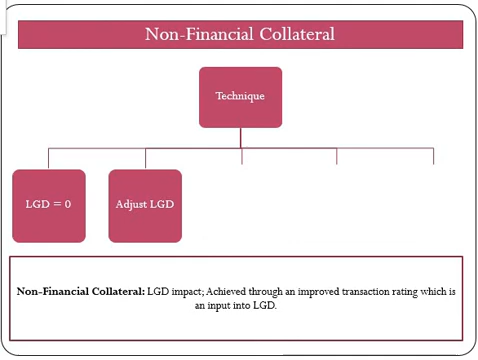 Non-Financial Collateral
Technique
LGD = 0
Adjust LGD
Non-Financial Collateral: LGD impact; Achieved through an improved transaction rating which is
an input into LGD.